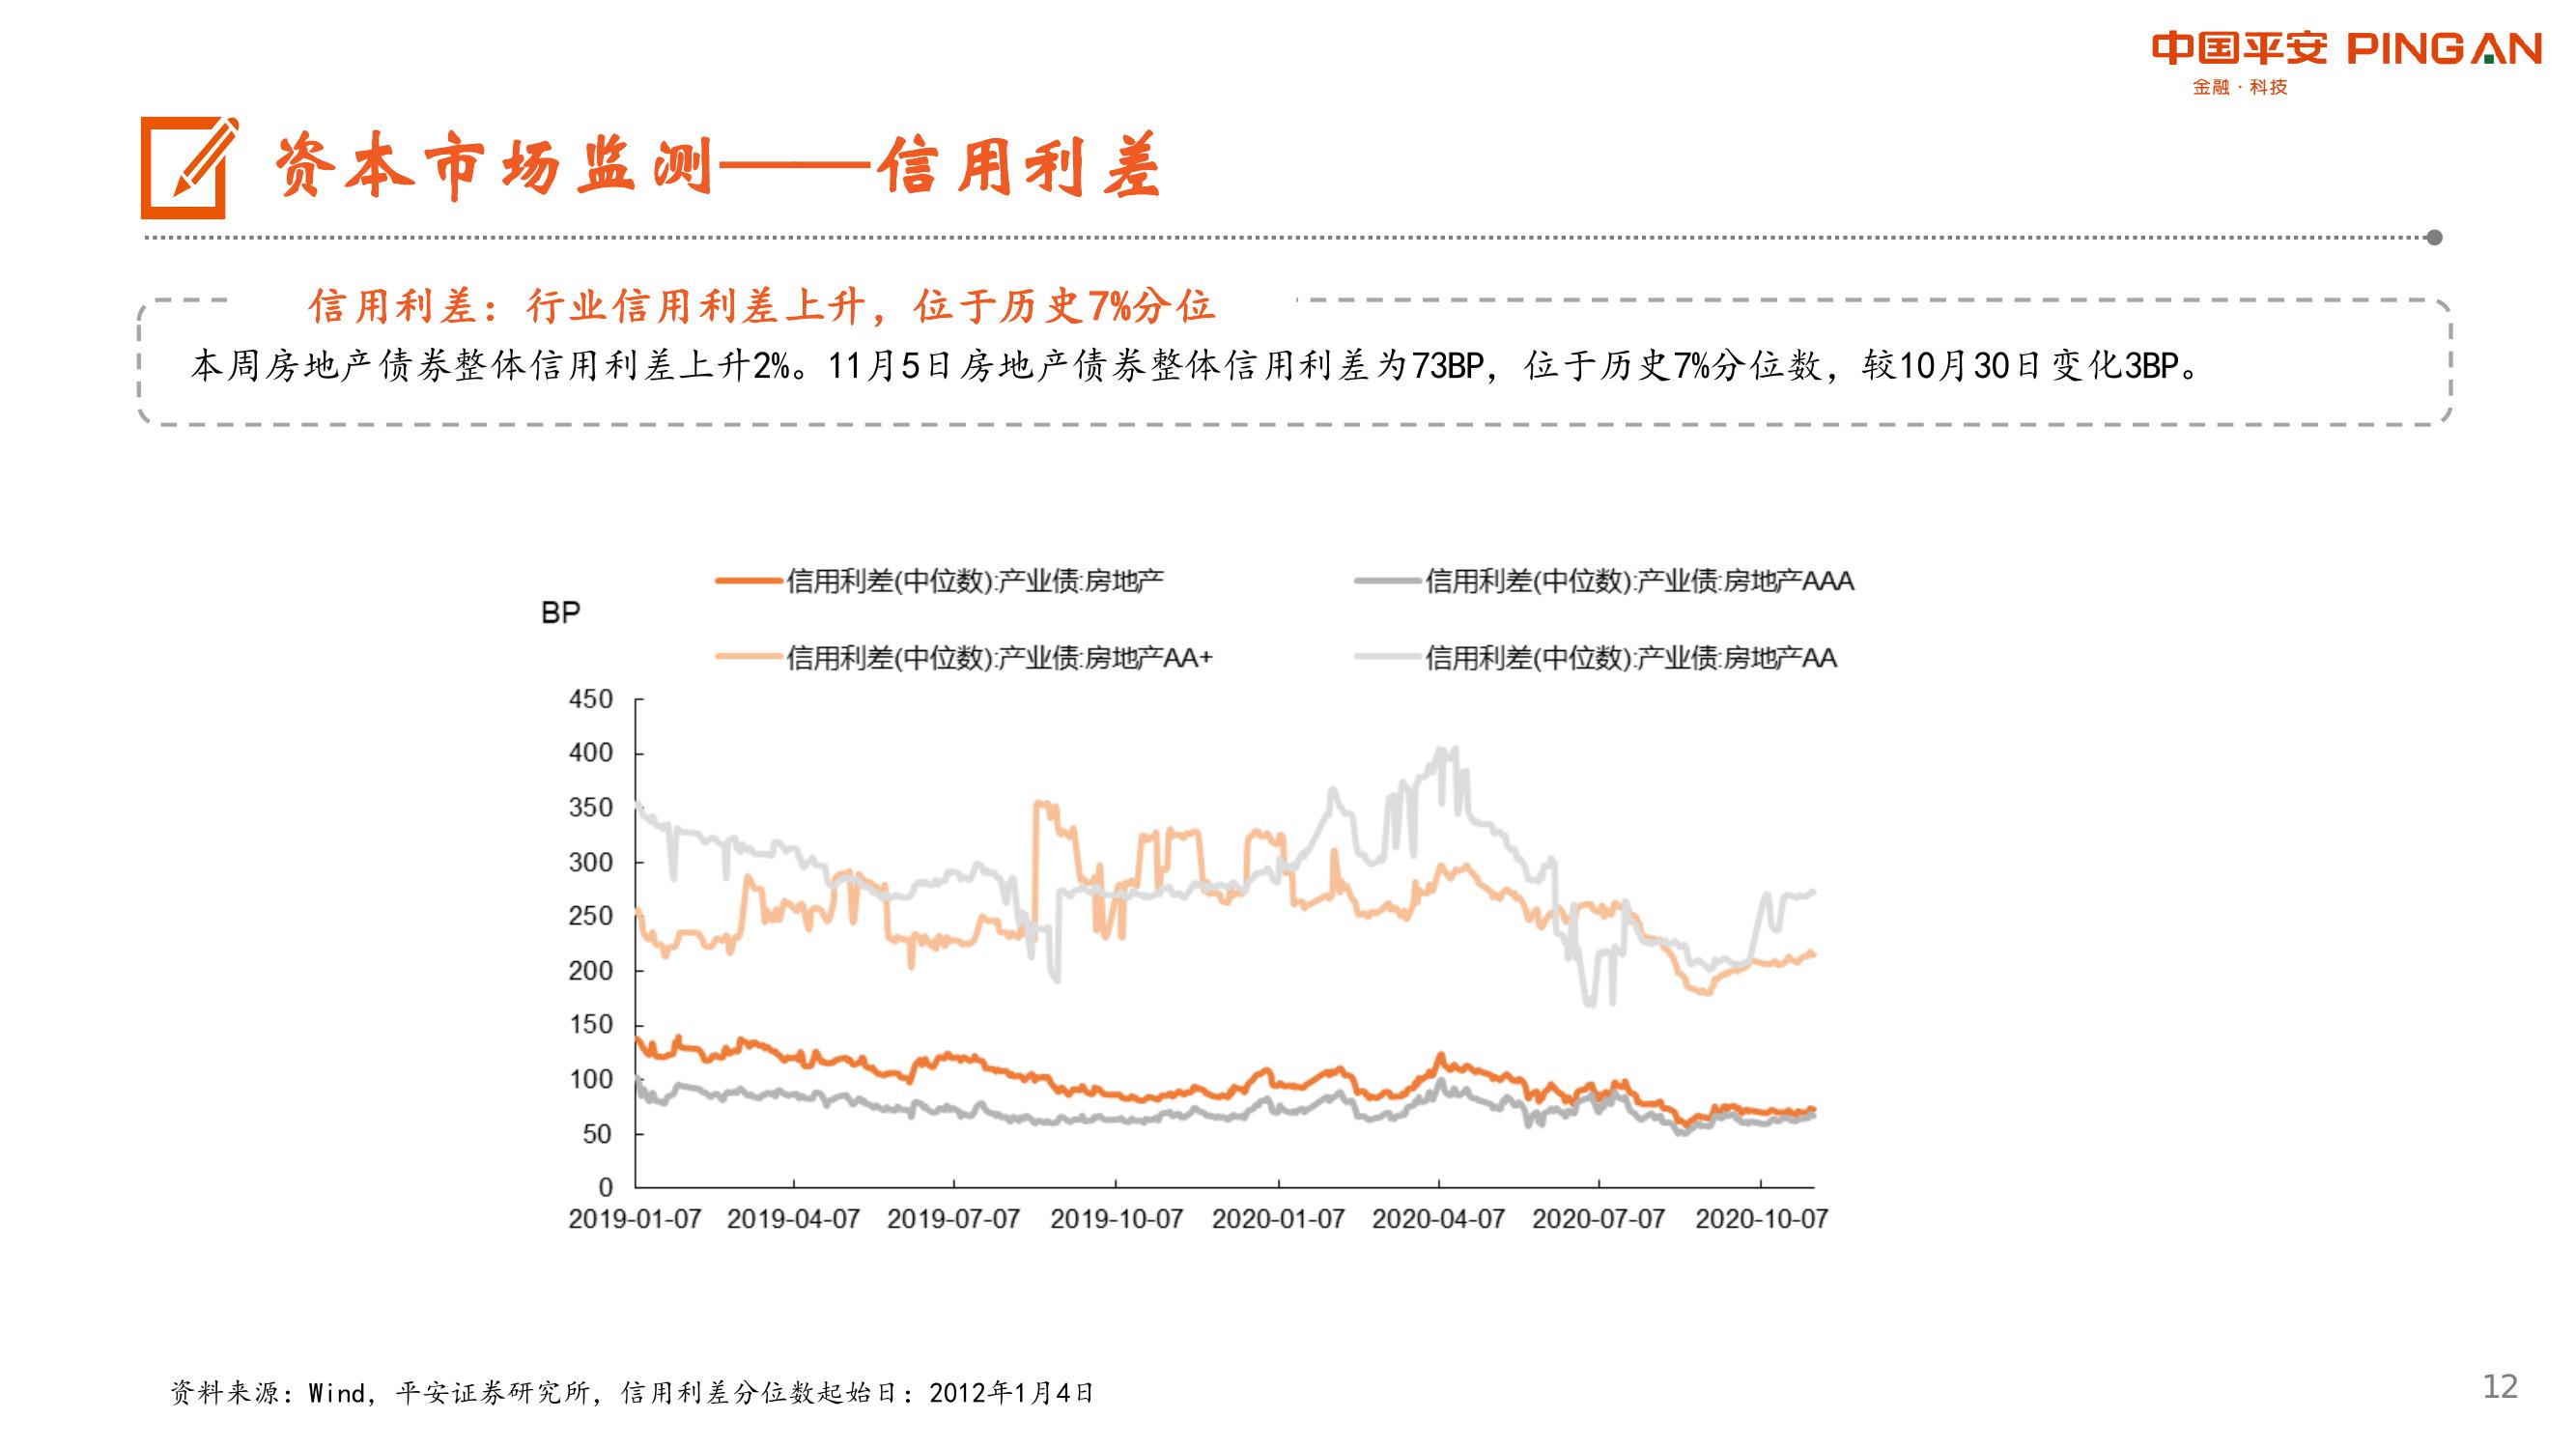 中国平安 PINGAN
金融·科技
资本市场监测——信用利差
信用利差：行业信用利差上升，位于历史7%分位
本周房地产债券整体信用利差上升2%。11月5日房地产债券整体信用利差为73BP，位于历史7%分位数，较10月30日变化3BP。
信用利差(中位数):产业债:房地产
信用利差(中位数):产业债:房地产AAA
BP
信用利差(中位数):产业债:房地产AA+
信用利差(中位数):产业债:房地产AA
450
400
350
300
250
200
150
100
50
0
2019-01-07 2019-04-07 2019-07-07 2019-10-07 2020-01-07 2020-04-07 2020-07-07 2020-10-07
资料来源：Wind，平安证券研究所，信用利差分位数起始日：2012年1月4日
12